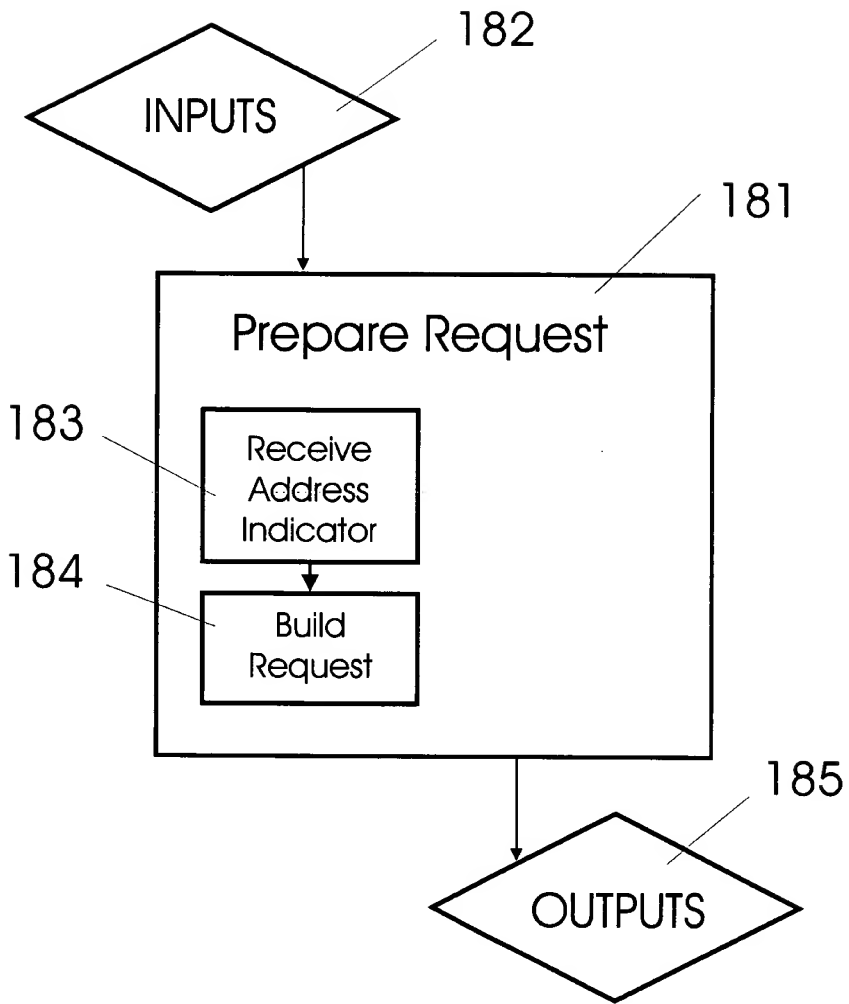 182
INPUTS
181
Prepare Request
183
Receive
Address
Indicator
184
Build
Request
185
OUTPUTS